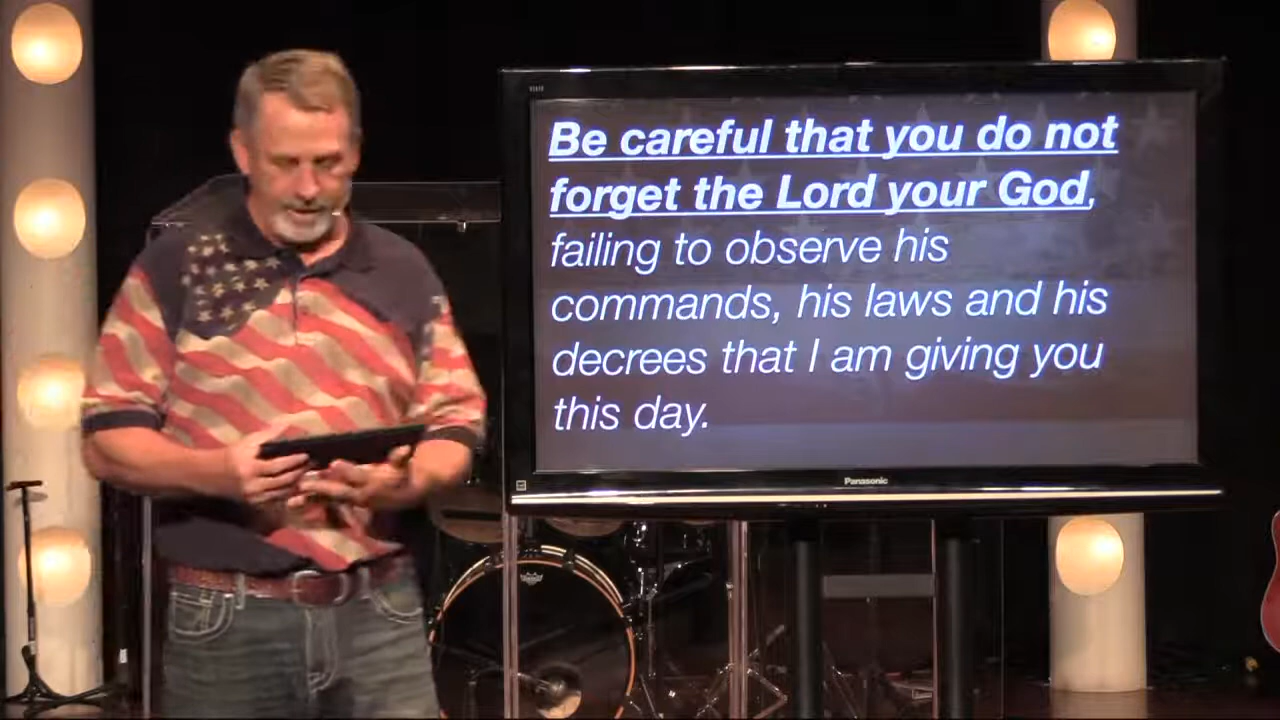 Be careful that you do not
forget the Lord your God,
failing to observe his
commands, his laws and his
decrees that I am giving you
this day.
Panasonic